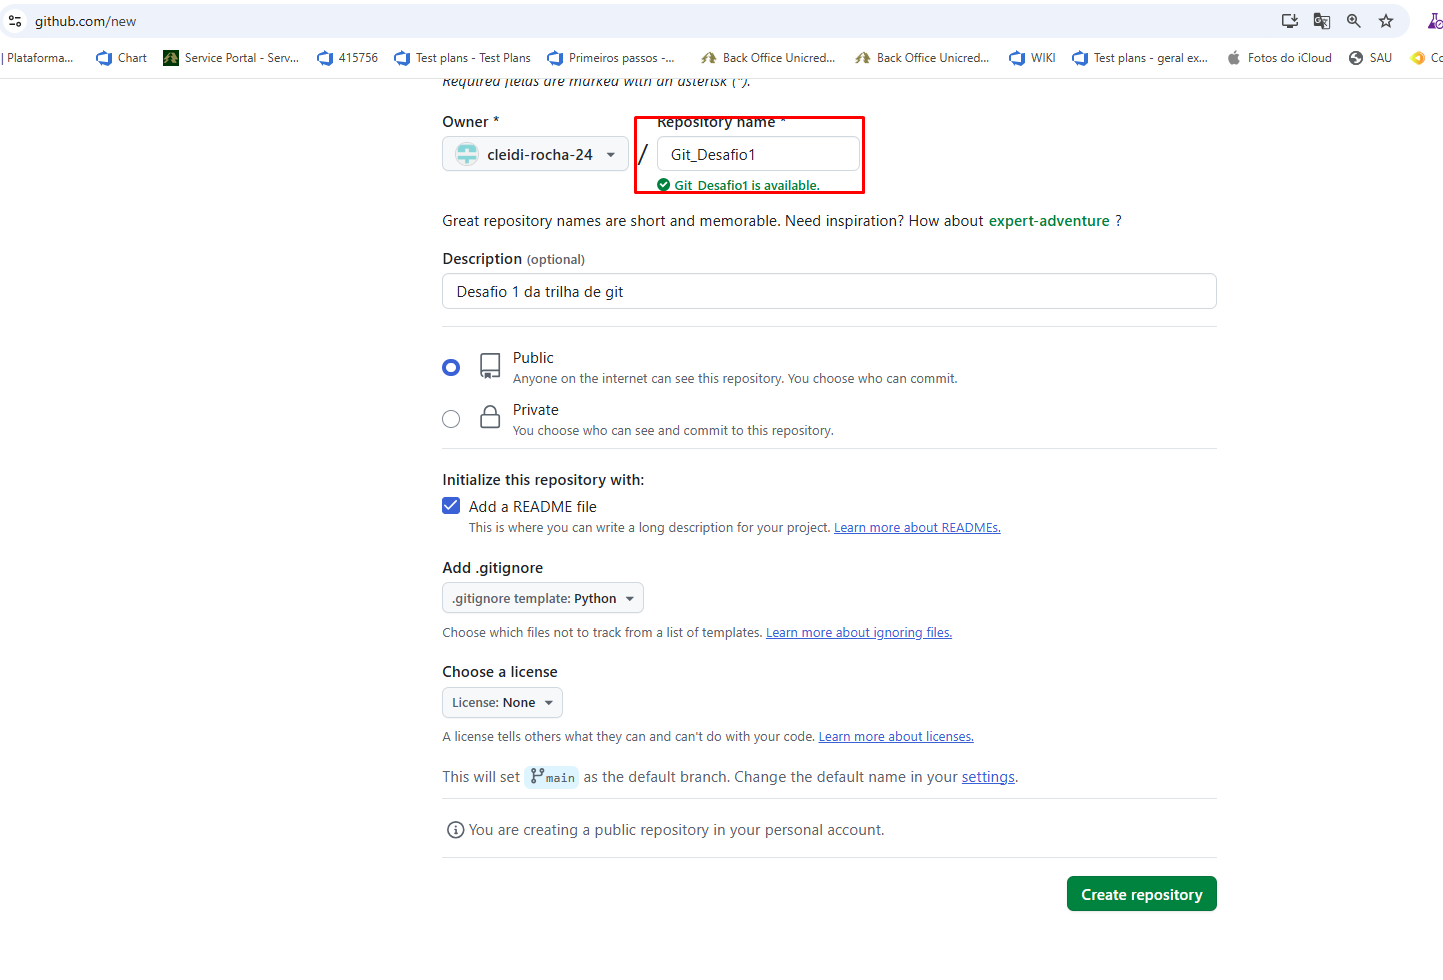 github.com/new
| Plataforma... Chart Service Portal - Serv... 415756 Test plans - Test Plans Primeiros passos -... Back Office Unicred... Back Office Unicred... WIKI Test plans - geral ex... Fotos do iCloud SAU Co
Required fields are marked with an asterisk (*).
Owner * Repository name *
cleidi-rocha-24 / Git_Desafio1
Git_Desafio1 is available.
Great repository names are short and memorable. Need inspiration? How about expert-adventure ?
Description (optional)
Desafio 1 da trilha de git
Public
Anyone on the internet can see this repository. You choose who can commit.
Private
You choose who can see and commit to this repository.
Initialize this repository with:
Add a README file
This is where you can write a long description for your project. Learn more about READMEs.
Add .gitignore
.gitignore template: Python
Choose which files not to track from a list of templates. Learn more about ignoring files.
Choose a license
License: None
A license tells others what they can and can't do with your code. Learn more about licenses.
This will set main as the default branch. Change the default name in your settings.
You are creating a public repository in your personal account.
Create repository